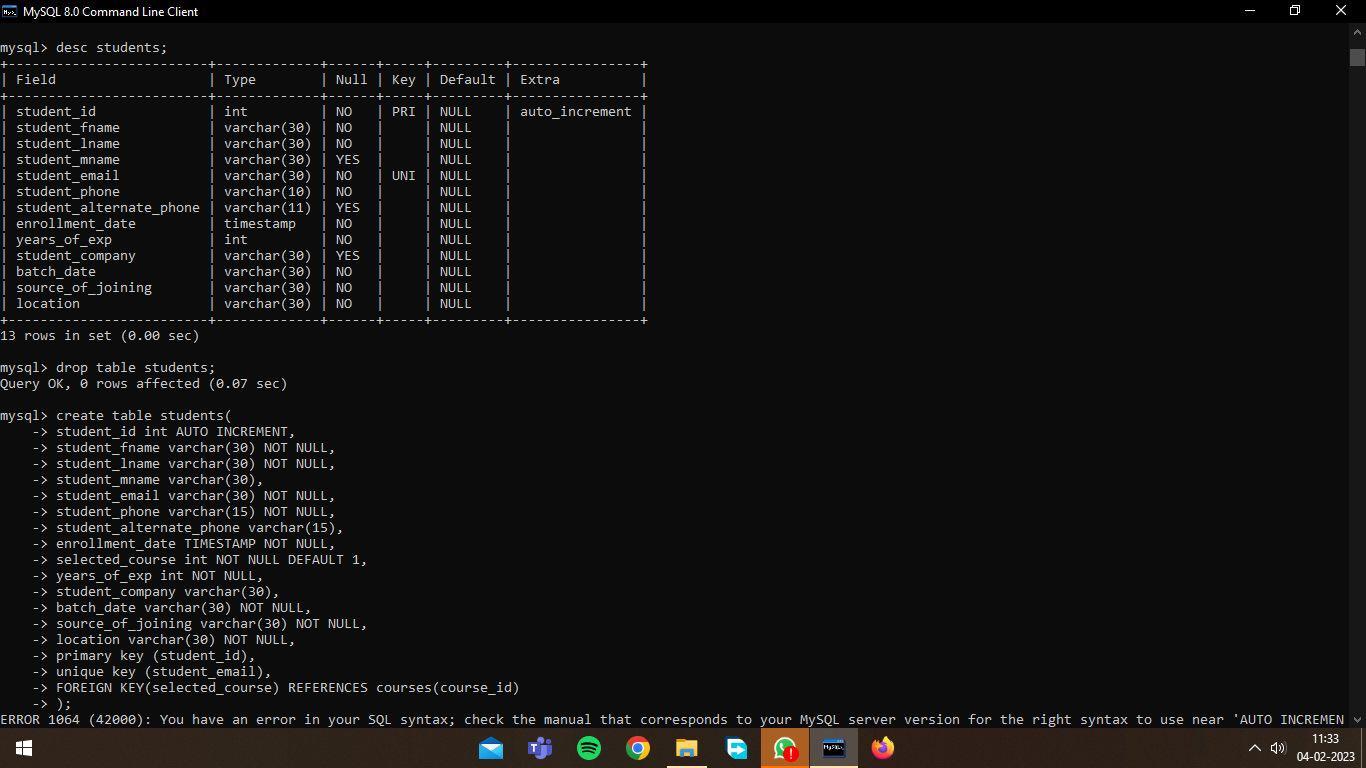 MySQL 8.0 Command Line Client
mysql> desc students;
+-------------------------+-------------+------+-----+---------+----------------+
| Field                   | Type        | Null | Key | Default | Extra          |
+-------------------------+-------------+------+-----+---------+----------------+
| student_id              | int         | NO   | PRI | NULL    | auto_increment |
| student_fname           | varchar(30) | NO   |     | NULL    |                |
| student_lname           | varchar(30) | NO   |     | NULL    |                |
| student_mname           | varchar(30) | YES  |     | NULL    |                |
| student_email           | varchar(30) | NO   | UNI | NULL    |                |
| student_phone           | varchar(10) | NO   |     | NULL    |                |
| student_alternate_phone | varchar(11) | YES  |     | NULL    |                |
| enrollment_date         | timestamp   | NO   |     | NULL    |                |
| years_of_exp            | int         | NO   |     | NULL    |                |
| student_company         | varchar(30) | YES  |     | NULL    |                |
| batch_date              | varchar(30) | NO   |     | NULL    |                |
| source_of_joining       | varchar(30) | NO   |     | NULL    |                |
| location                | varchar(30) | NO   |     | NULL    |                |
+-------------------------+-------------+------+-----+---------+----------------+
13 rows in set (0.00 sec)
mysql> drop table students;
Query OK, 0 rows affected (0.07 sec)
mysql> create table students(
    -> student_id int AUTO INCREMENT,
    -> student_fname varchar(30) NOT NULL,
    -> student_lname varchar(30) NOT NULL,
    -> student_mname varchar(30),
    -> student_email varchar(30) NOT NULL,
    -> student_phone varchar(15) NOT NULL,
    -> student_alternate_phone varchar(15),
    -> enrollment_date TIMESTAMP NOT NULL,
    -> selected_course int NOT NULL DEFAULT 1,
    -> years_of_exp int NOT NULL,
    -> student_company varchar(30),
    -> batch_date varchar(30) NOT NULL,
    -> source_of_joining varchar(30) NOT NULL,
    -> location varchar(30) NOT NULL,
    -> primary key (student_id),
    -> unique key (student_email),
    -> FOREIGN KEY(selected_course) REFERENCES courses(course_id)
    -> );
ERROR 1064 (42000): You have an error in your SQL syntax; check the manual that corresponds to your MySQL server version for the right syntax to use near 'AUTO INCREMEN
11:33
04-02-2023